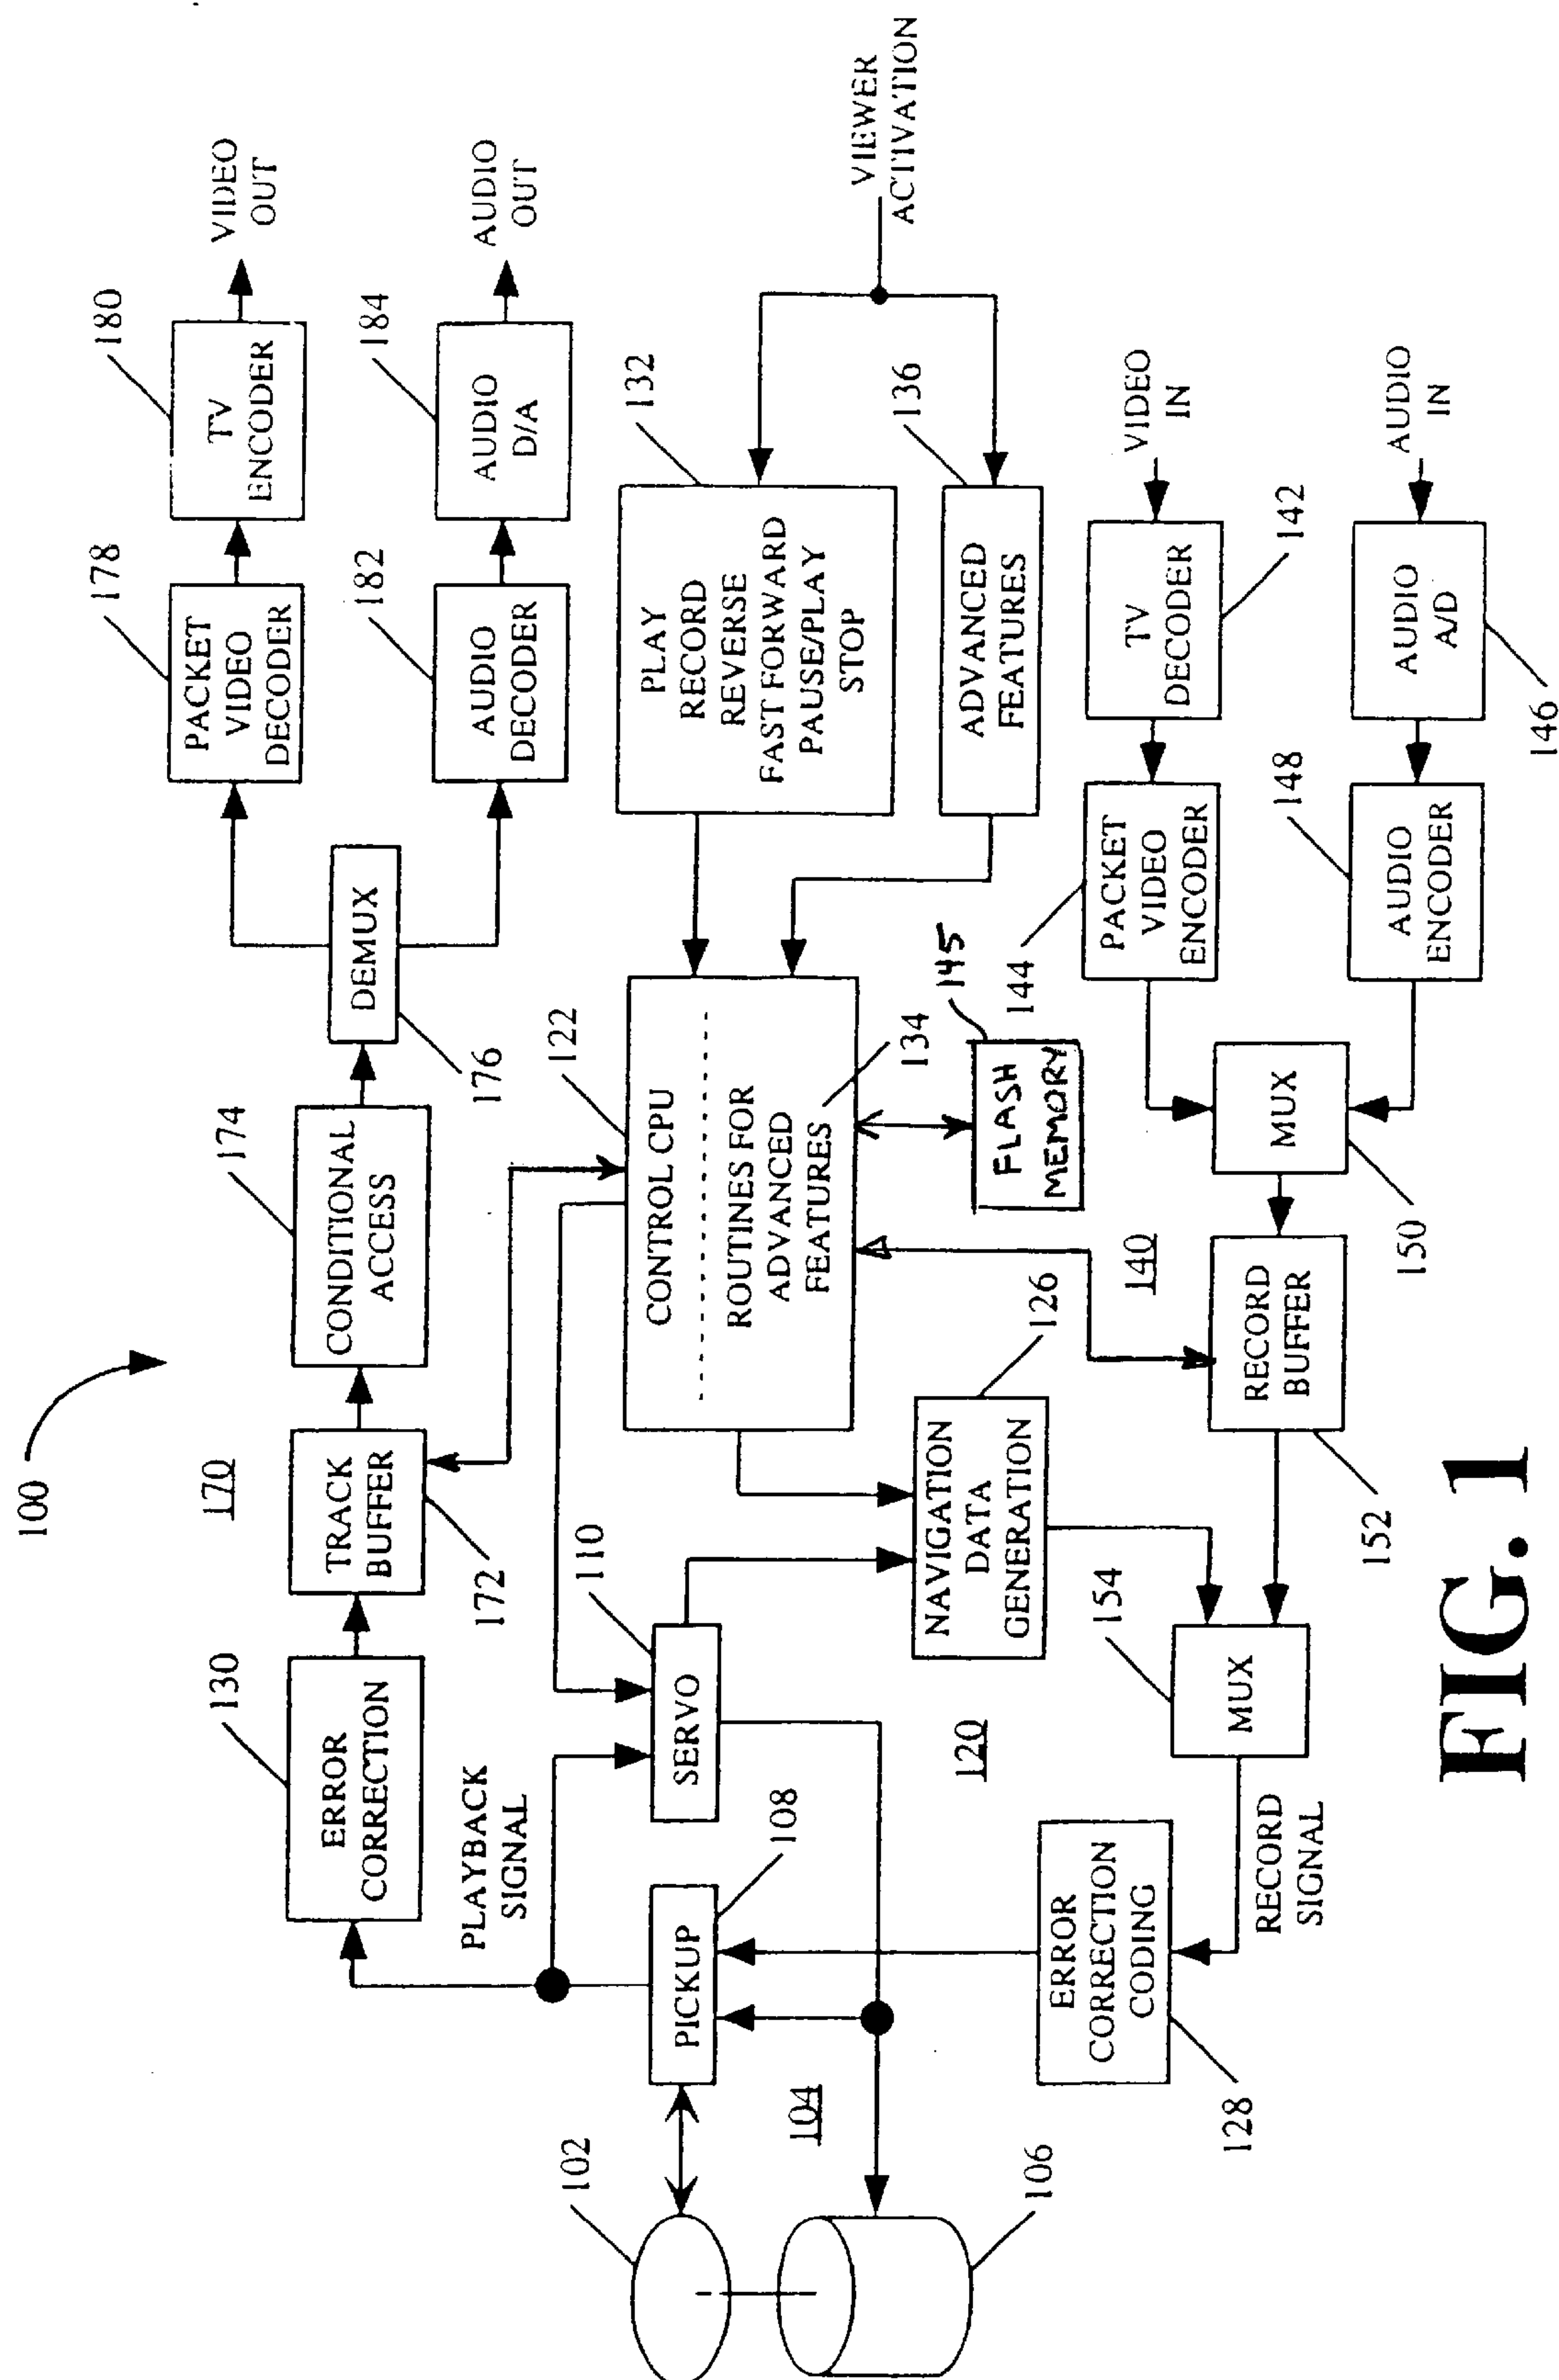 100
170
130
ERROR
CORRECTION
TRACK
BUFFER
172
174
CONDITIONAL
ACCESS
DEMUX
176
178
PACKET
VIDEO
DECODER
180
TV
ENCODER
VIDEO
OUT
182
AUDIO
DECODER
184
AUDIO
D/A
AUDIO
OUT
PLAYBACK
SIGNAL
110
SERVO
102
PICKUP
108
104
106
120
122
CONTROL CPU
ROUTINES FOR
ADVANCED
FEATURES
134
132
PLAY
RECORD
REVERSE
FAST FORWARD
PAUSE/PLAY
STOP
136
ADVANCED
FEATURES
VIEWER
ACTIVATION
FLASH
MEMORY
145
NAVIGATION
DATA
GENERATION
126
140
144
PACKET
VIDEO
ENCODER
TV
DECODER
142
VIDEO
IN
148
AUDIO
ENCODER
AUDIO
A/D
146
AUDIO
IN
MUX
150
RECORD
BUFFER
152
154
MUX
RECORD
SIGNAL
ERROR
CORRECTION
CODING
128
FIG. 1